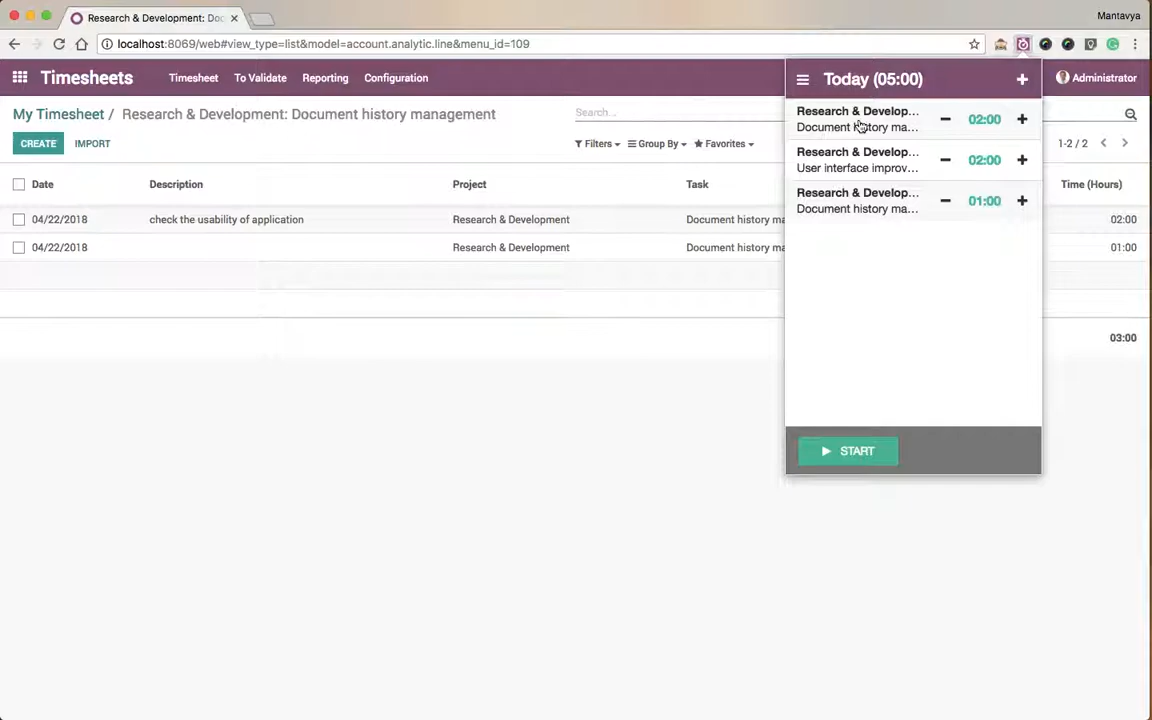 Research & Development: Doc
Mantavya
localhost:8069/web#view_type=list&model=account.analytic.line&menu_id=109
Timesheets
Timesheet
To Validate
Reporting
Configuration
Today (05:00)
Administrator
My Timesheet / Research & Development: Document history management
Search...
CREATE
IMPORT
Filters
Group By
Favorites
1-2 / 2
Date
Description
Project
Task
Time (Hours)
04/22/2018
check the usability of application
Research & Development
Document history ma
02:00
04/22/2018
Research & Development
Document history ma
01:00
03:00
Research & Develop...
Document history ma...
02:00
Research & Develop...
User interface improv...
02:00
Research & Develop...
Document history ma...
01:00
START